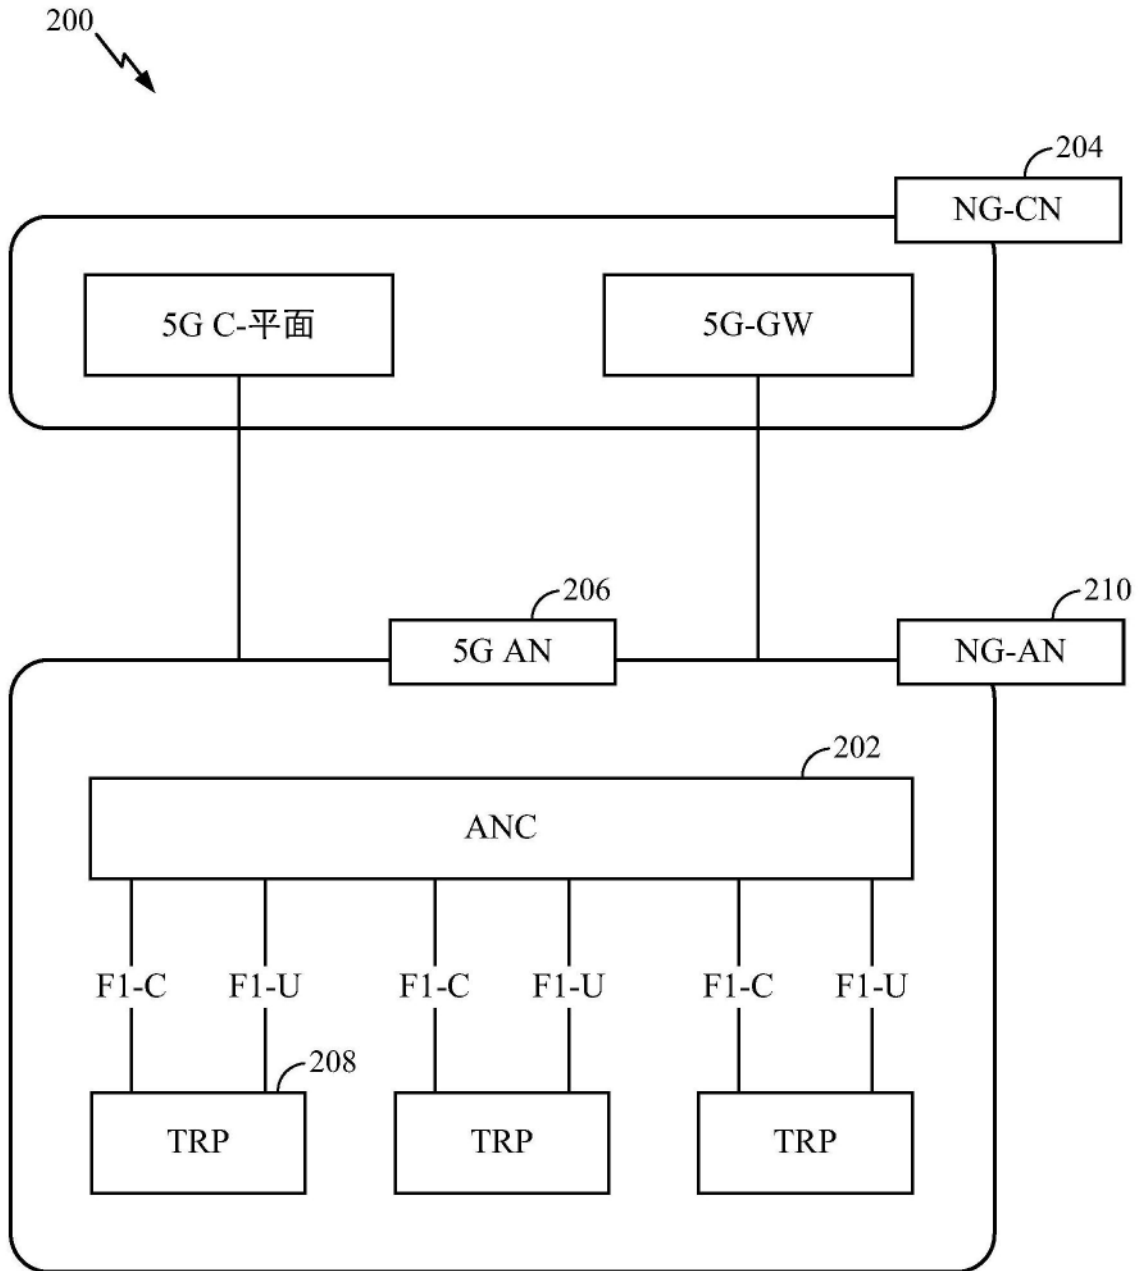 200
204
NG-CN
5G C-平面
5G-GW
206
210
5G AN
NG-AN
202
ANC
F1-C F1-U F1-C F1-U F1-C F1-U
208
TRP TRP TRP